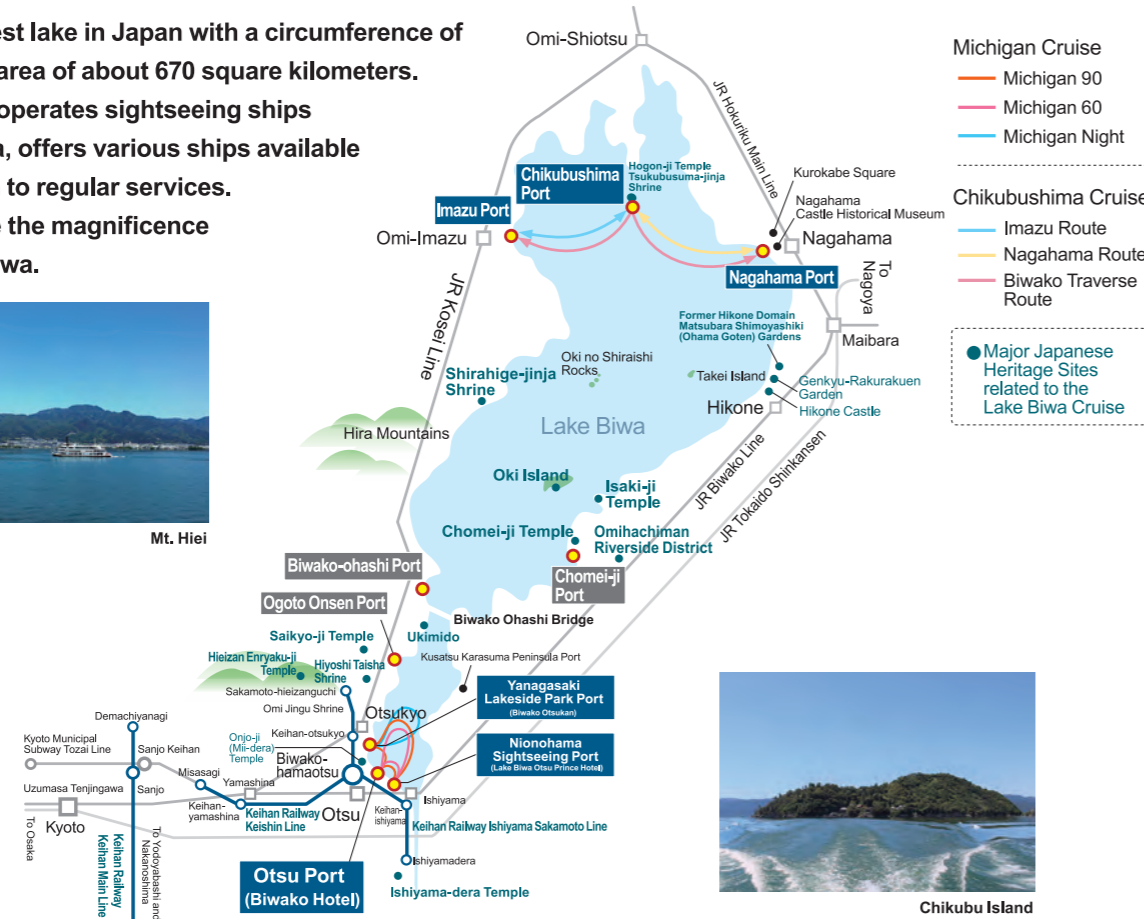 est lake in Japan with a circumference of
area of about 670 square kilometers.
operates sightseeing ships
a, offers various ships available
to regular services.
e the magnificence
wa.
Mt. Hiei
Omi-Shiotsu
JR Hokuriku Main Line
Chikubushima
Port
Hogon-ji Temple
Tsukubusuma-jinja
Shrine
Imazu Port
Omi-Imazu
Kurokabe Square
Nagahama
Castle Historical Museum
Nagahama
Nagahama Port
To
Nagoya
Maibara
JR Kosei Line
Former Hikone Domain
Matsubara Shimoyashiki
(Ohama Goten) Gardens
Oki no Shiraishi
Rocks
Takei Island
Genkyu-Rakurakuen
Garden
Hikone Castle
Hikone
Shirahige-jinja
Shrine
Hira Mountains
Lake Biwa
JR Biwako Line
JR Tokaido Shinkansen
Oki Island
Isaki-ji
Temple
Chomei-ji Temple
Omihachiman
Riverside District
Chomei-ji
Port
Biwako-ohashi Port
Ogoto Onsen Port
Biwako Ohashi Bridge
Ukimido
Saikyo-ji Temple
Hieizan Enryaku-ji
Temple
Hiyoshi Taisha
Shrine
Kusatsu Karasuma Peninsula Port
Sakamoto-hieizanguchi
Omi Jingu Shrine
Otsukyo
Yanagasaki
Lakeside Park Port
(Biwako Otsukan)
Demachiyanagi
Keihan-otsukyo
Onjo-ji
(Mii-dera)
Temple
Nionohama
Sightseeing Port
(Lake Biwa Otsu Prince Hotel)
Kyoto Municipal
Subway Tozai Line
Sanjo Keihan
Biwako-
hamaotsu
Misasagi
Yamashina
Uzumasa Tenjingawa
Sanjo
Keihan-
yamashina
Keihan Railway
Keishin Line
Otsu
Keihan-
ishiyama
Ishiyama
Keihan Railway Ishiyama Sakamoto Line
Kyoto
To Osaka
Keihan Railway
Keihan Main Line
To Yodoyabashi and
Nakanoshima
Ishiyamadera
Ishiyama-dera Temple
Otsu Port
(Biwako Hotel)
Michigan Cruise
Michigan 90
Michigan 60
Michigan Night
Chikubushima Cruise
Imazu Route
Nagahama Route
Biwako Traverse
Route
Major Japanese
Heritage Sites
related to the
Lake Biwa Cruise
Chikubu Island